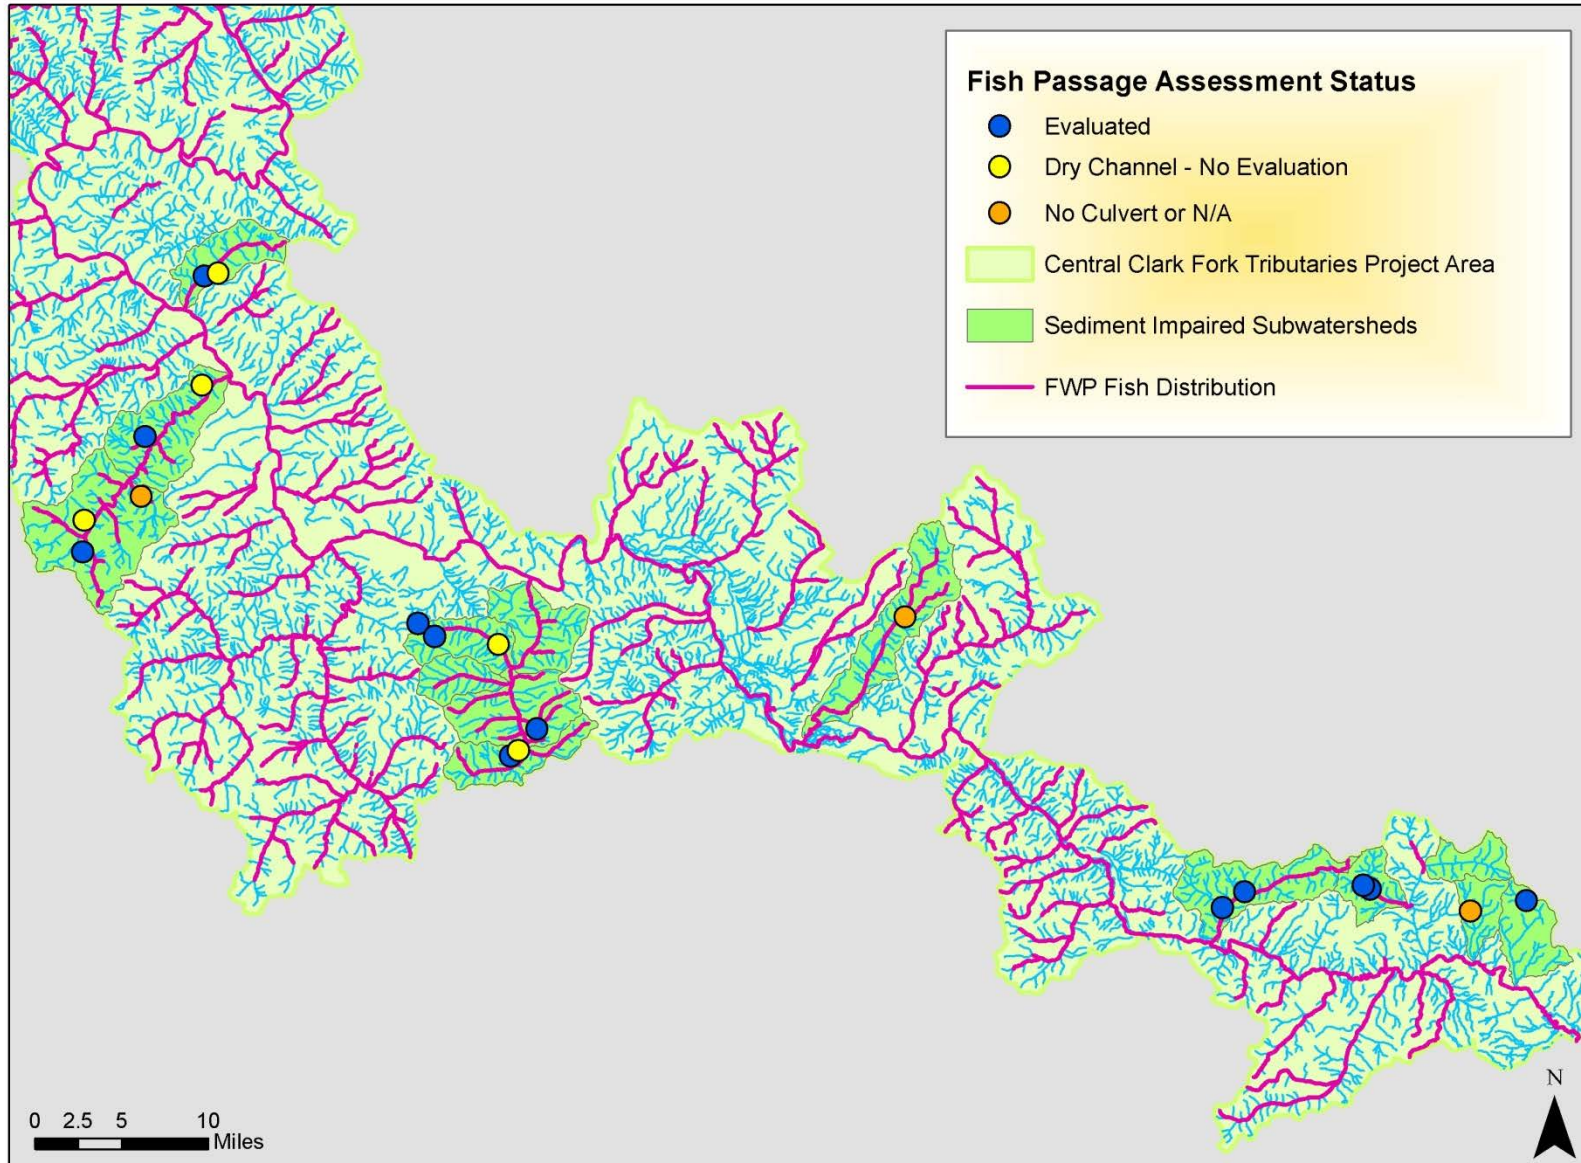 Fish Passage Assessment Status
Evaluated
Dry Channel - No Evaluation
No Culvert or N/A
Central Clark Fork Tributaries Project Area
Sediment Impaired Subwatersheds
FWP Fish Distribution
N
0 2.5 5 10
Miles